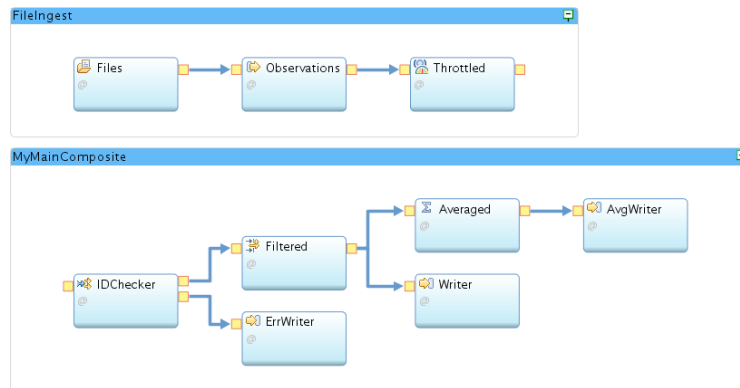 FileIngest
Files
@
Observations
@
Throttled
@
MyMainComposite
Averaged
@
AvgWriter
@
Filtered
@
IDChecker
@
Writer
@
ErrWriter
@